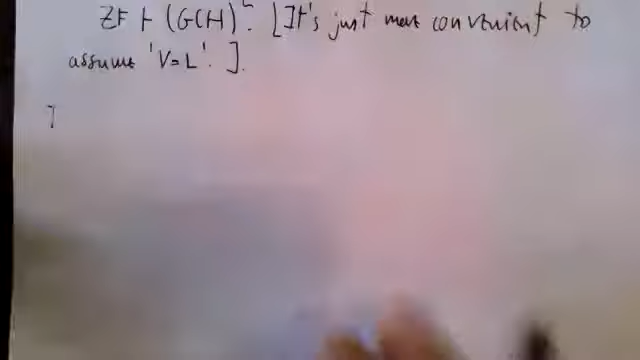 ZF ⊢ (GCH)ᴸ. [It's just more convenient to
assume 'V=L'.].
I